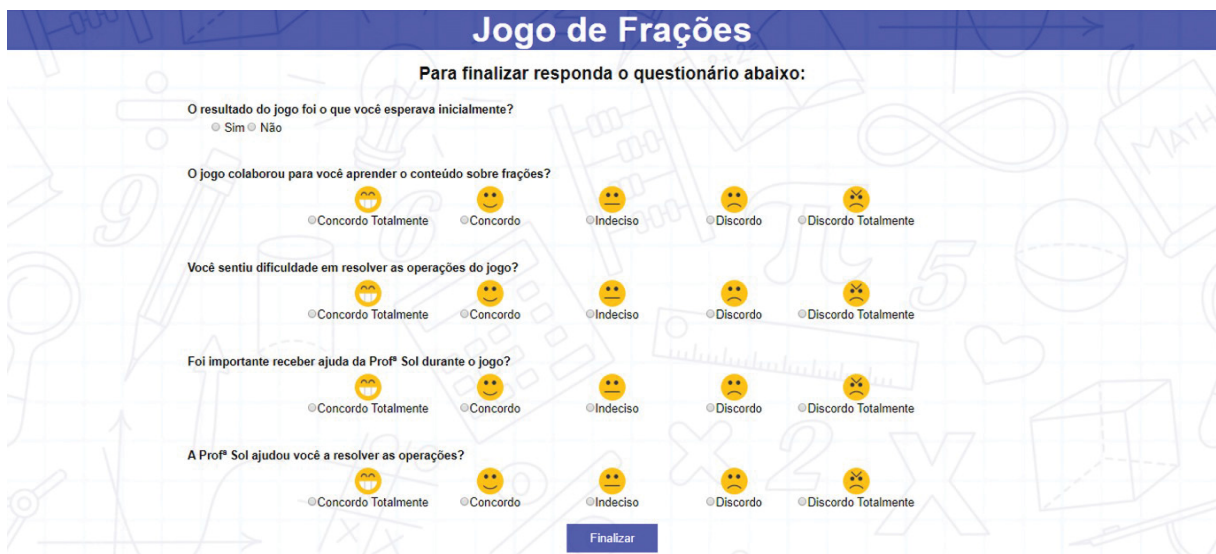 Jogo de Frações
Para finalizar responda o questionário abaixo:
O resultado do jogo foi o que você esperava inicialmente?
Sim Não
O jogo colaborou para você aprender o conteúdo sobre frações?
Concordo Totalmente Concordo Indeciso Discordo Discordo Totalmente
Você sentiu dificuldade em resolver as operações do jogo?
Concordo Totalmente Concordo Indeciso Discordo Discordo Totalmente
Foi importante receber ajuda da Profª Sol durante o jogo?
Concordo Totalmente Concordo Indeciso Discordo Discordo Totalmente
A Profª Sol ajudou você a resolver as operações?
Concordo Totalmente Concordo Indeciso Discordo Discordo Totalmente
Finalizar
MATH